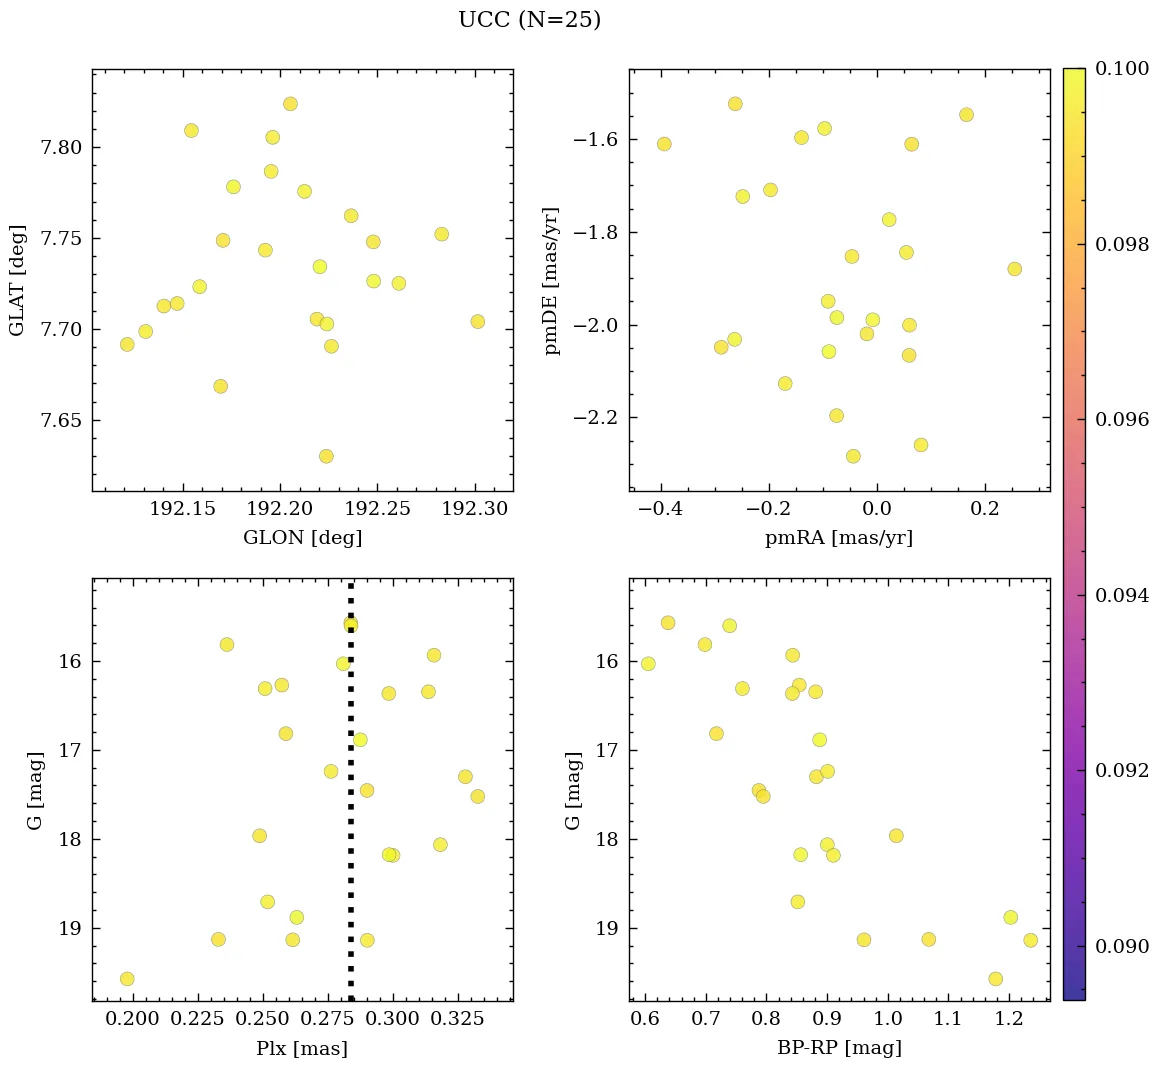 UCC (N=25)
7.80
7.75
7.70
7.65
GLAT [deg]
192.15 192.20 192.25 192.30
GLON [deg]
−1.6
−1.8
−2.0
−2.2
pmDE [mas/yr]
−0.4 −0.2 0.0 0.2
pmRA [mas/yr]
16
17
18
19
G [mag]
0.200 0.225 0.250 0.275 0.300 0.325
Plx [mas]
16
17
18
19
G [mag]
0.6 0.7 0.8 0.9 1.0 1.1 1.2
BP-RP [mag]
0.100
0.098
0.096
0.094
0.092
0.090